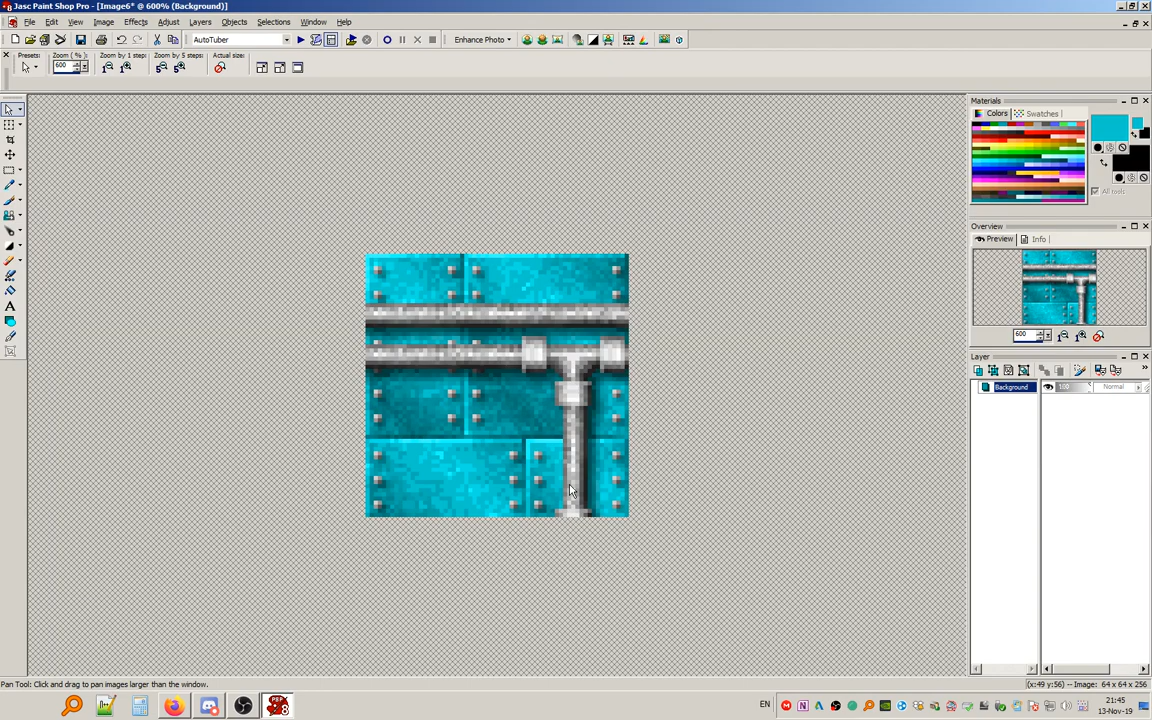 Jasc Paint Shop Pro - [Image6* @ 600% (Background)]
File Edit View Image Effects Adjust Layers Objects Selections Window Help
AutoTuber Enhance Photo
Presets: Zoom (%): Zoom by 1 step: Zoom by 5 steps: Actual size:
600
Materials
Colors Swatches
All tools
Overview
Preview Info
600
Layer
Background 100 Normal
Pan Tool: Click and drag to pan images larger than the window.
(x:49 y:56) -- Image: 64 x 64 x 256
EN
21:45
13-Nov-19